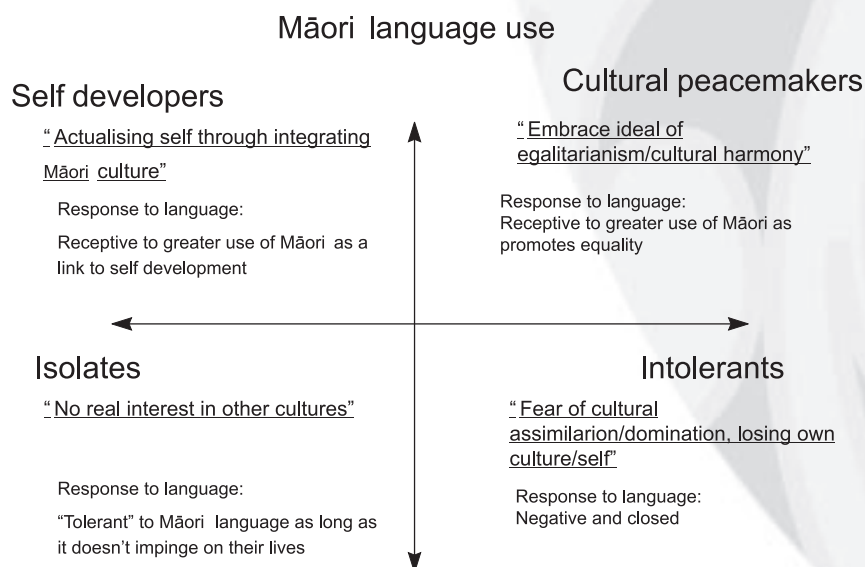 Māori language use
Self developers
“Actualising self through integrating
Māori culture”
Response to language:
Receptive to greater use of Māori as a
link to self development
Cultural peacemakers
“Embrace ideal of
egalitarianism/cultural harmony”
Response to language:
Receptive to greater use of Māori as
promotes equality
Isolates
“No real interest in other cultures”
Response to language:
“Tolerant” to Māori language as long as
it doesn’t impinge on their lives
Intolerants
“Fear of cultural
assimilarion/domination, losing own
culture/self”
Response to language:
Negative and closed